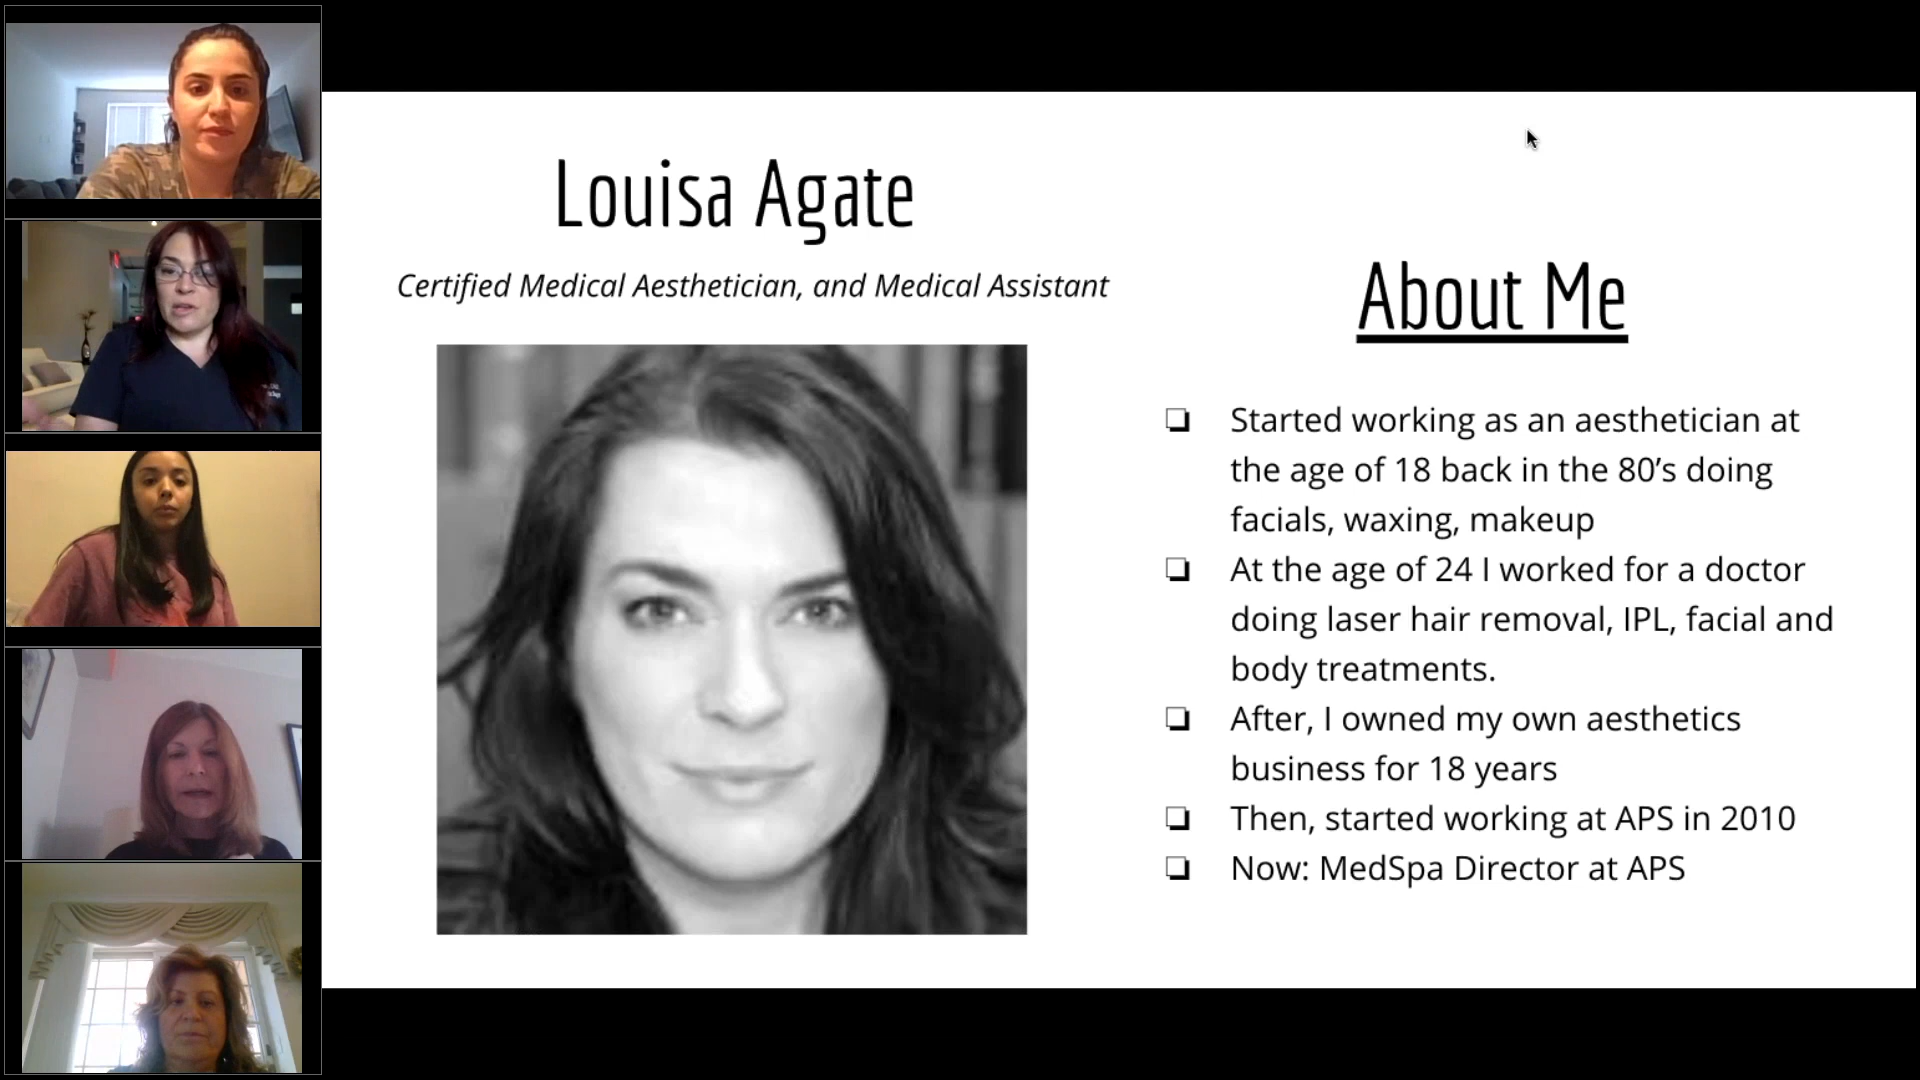 Louisa Agate
Certified Medical Aesthetician, and Medical Assistant
About Me
❏ Started working as an aesthetician at
the age of 18 back in the 80’s doing
facials, waxing, makeup
❏ At the age of 24 I worked for a doctor
doing laser hair removal, IPL, facial and
body treatments.
❏ After, I owned my own aesthetics
business for 18 years
❏ Then, started working at APS in 2010
❏ Now: MedSpa Director at APS